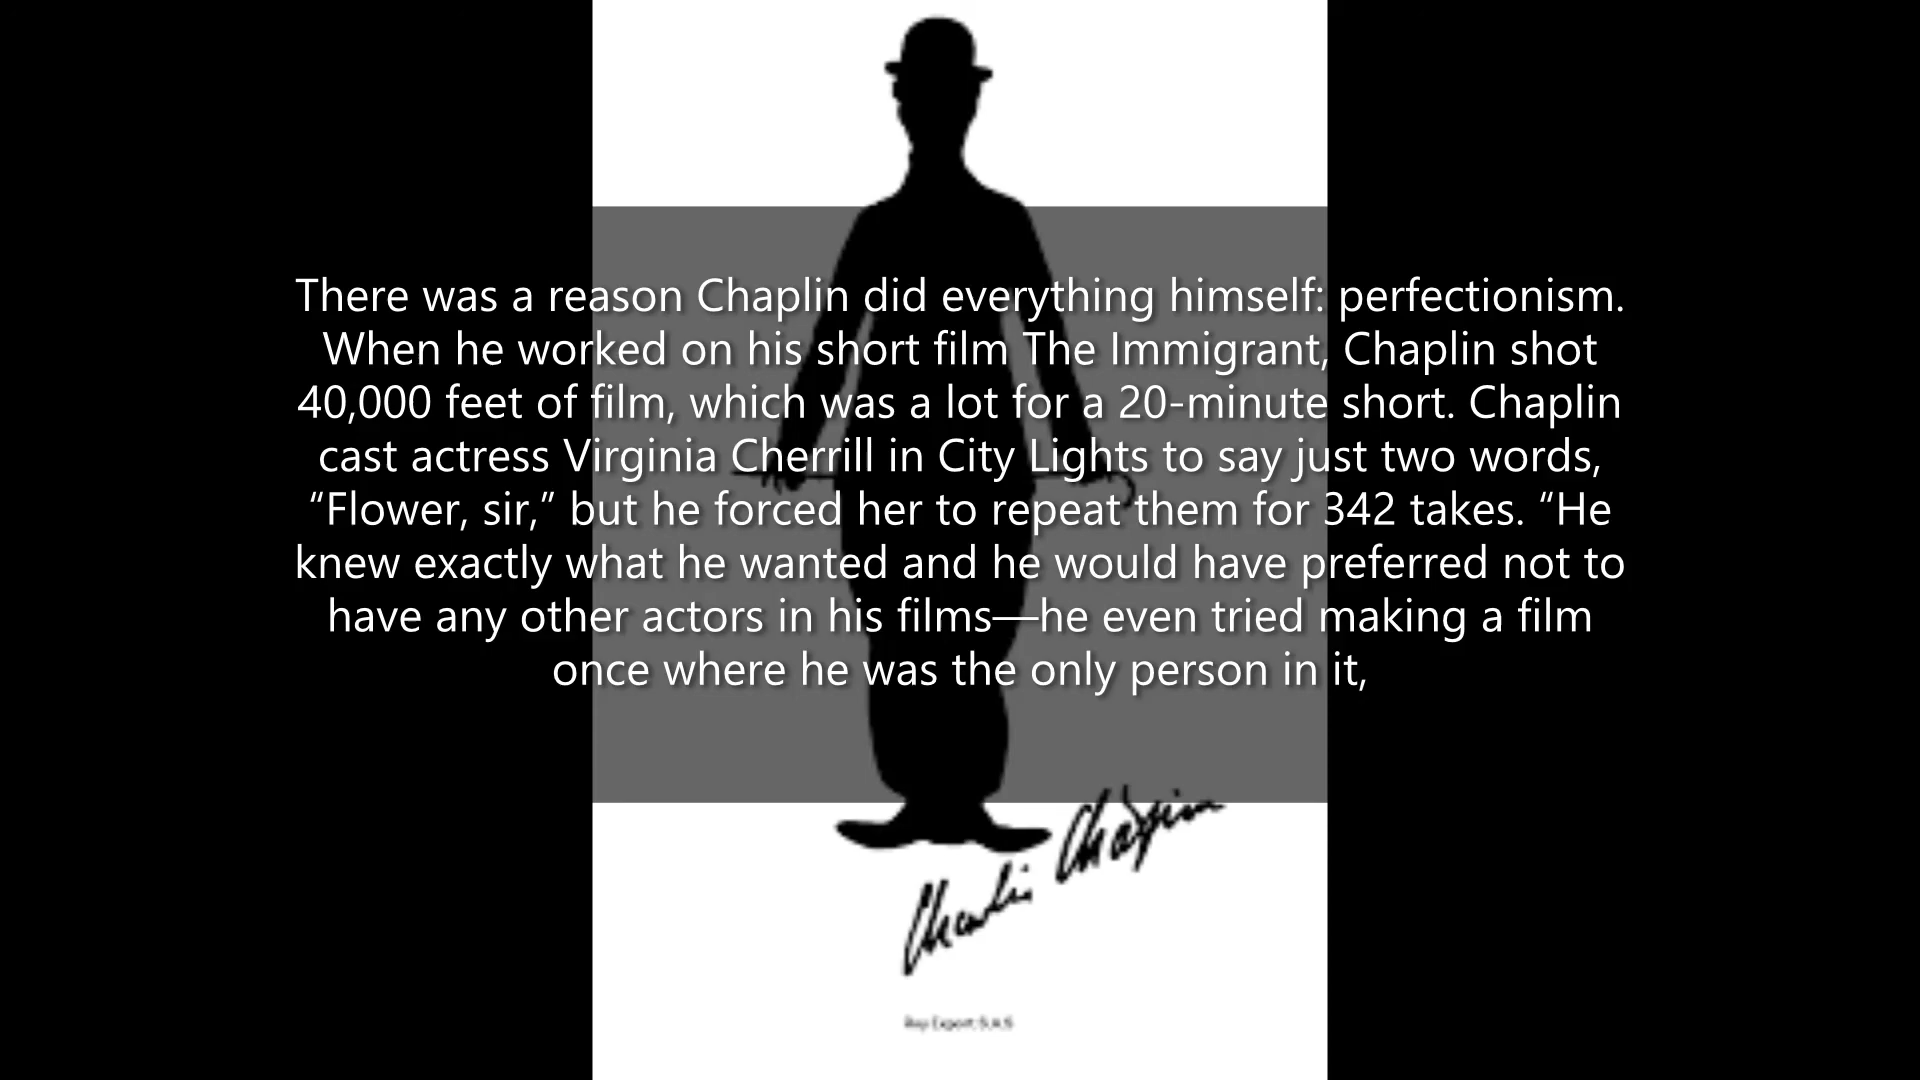 There was a reason Chaplin did everything himself: perfectionism.
When he worked on his short film The Immigrant, Chaplin shot
40,000 feet of film, which was a lot for a 20-minute short. Chaplin
cast actress Virginia Cherrill in City Lights to say just two words,
“Flower, sir,” but he forced her to repeat them for 342 takes. “He
knew exactly what he wanted and he would have preferred not to
have any other actors in his films—he even tried making a film
once where he was the only person in it,
Charlie Chaplin
Roy Export S.A.S